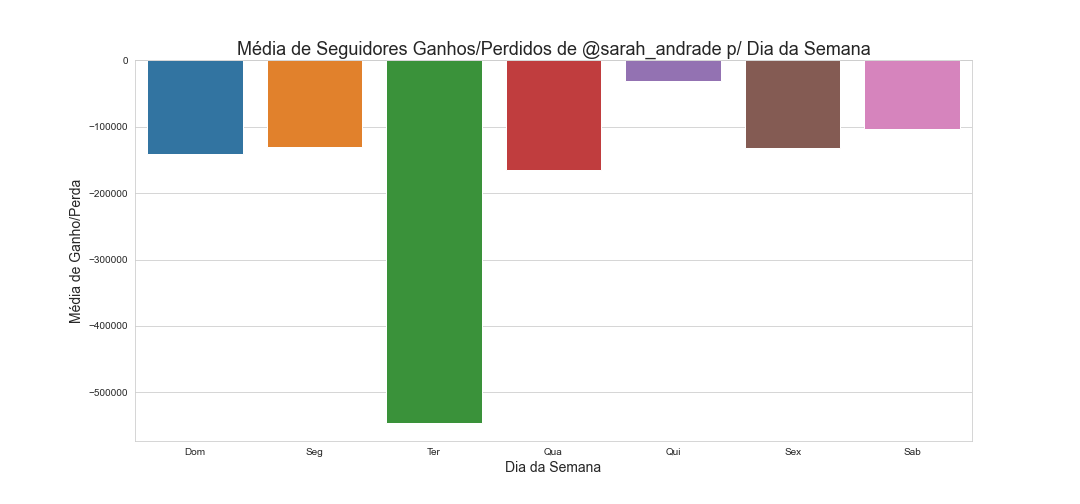 Média de Seguidores Ganhos/Perdidos de @sarah_andrade p/ Dia da Semana
0
−100000
−200000
−300000
−400000
−500000
Média de Ganho/Perda
Dom Seg Ter Qua Qui Sex Sab
Dia da Semana